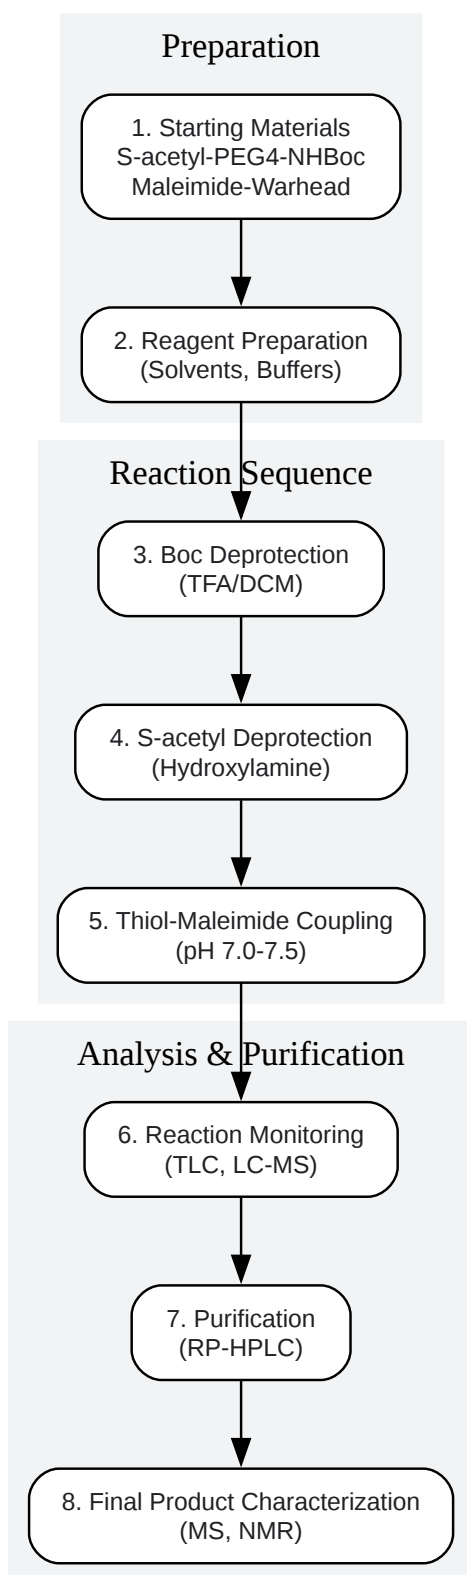 Preparation
1. Starting Materials
S-acetyl-PEG4-NHBoc
Maleimide-Warhead
2. Reagent Preparation
(Solvents, Buffers)
Reaction Sequence
3. Boc Deprotection
(TFA/DCM)
4. S-acetyl Deprotection
(Hydroxylamine)
5. Thiol-Maleimide Coupling
(pH 7.0-7.5)
Analysis & Purification
6. Reaction Monitoring
(TLC, LC-MS)
7. Purification
(RP-HPLC)
8. Final Product Characterization
(MS, NMR)